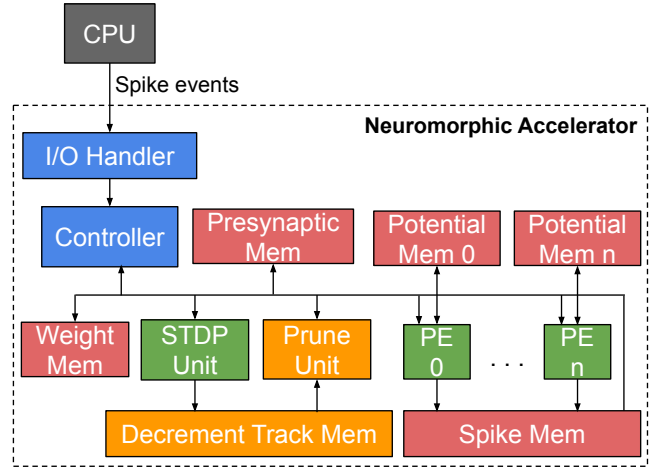 CPU
Spike events
Neuromorphic Accelerator
I/O Handler
Controller
Presynaptic
Mem
Potential
Mem 0
Potential
Mem n
Weight
Mem
STDP
Unit
Prune
Unit
PE
0
. . .
PE
n
Decrement Track Mem
Spike Mem